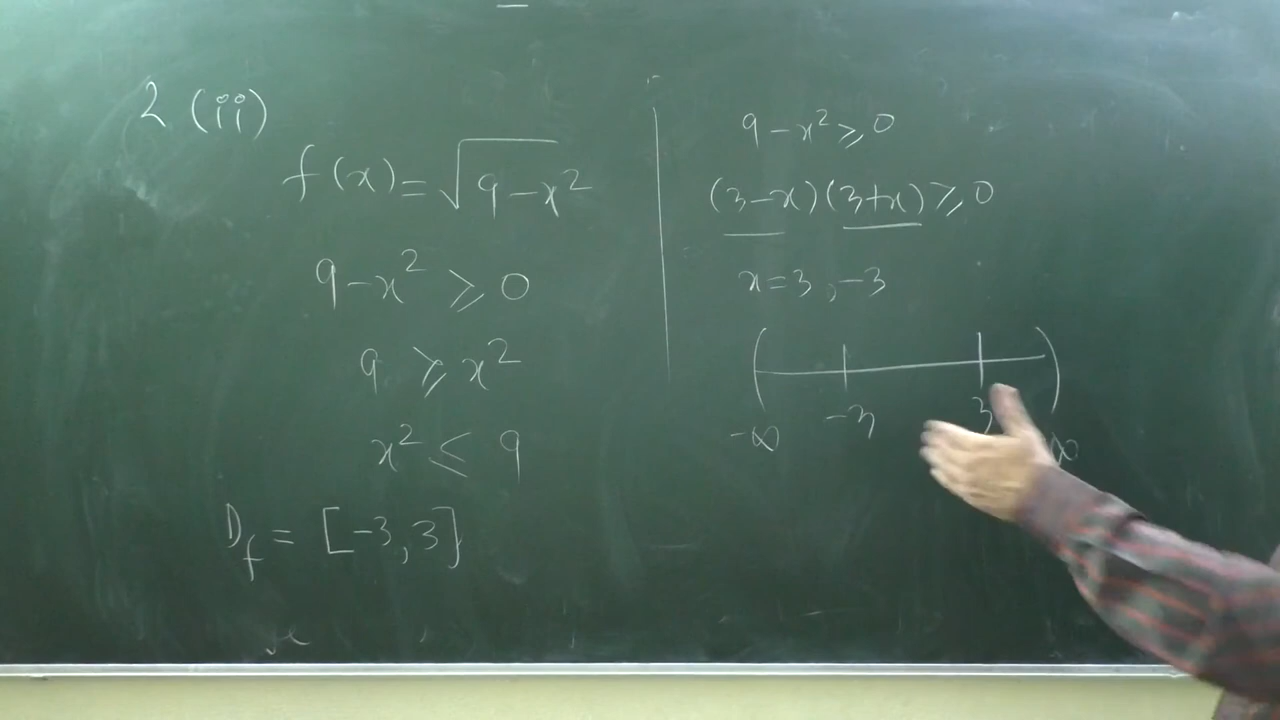 2 (ii)
f(x) = √9-x²
9-x² ⩾ 0
9 ⩾ x²
x² ≤ 9
D_f = [-3,3]
9-x² ⩾ 0
(3-x)(3+x) ⩾ 0
x=3,-3
-∞ -3 3 ∞